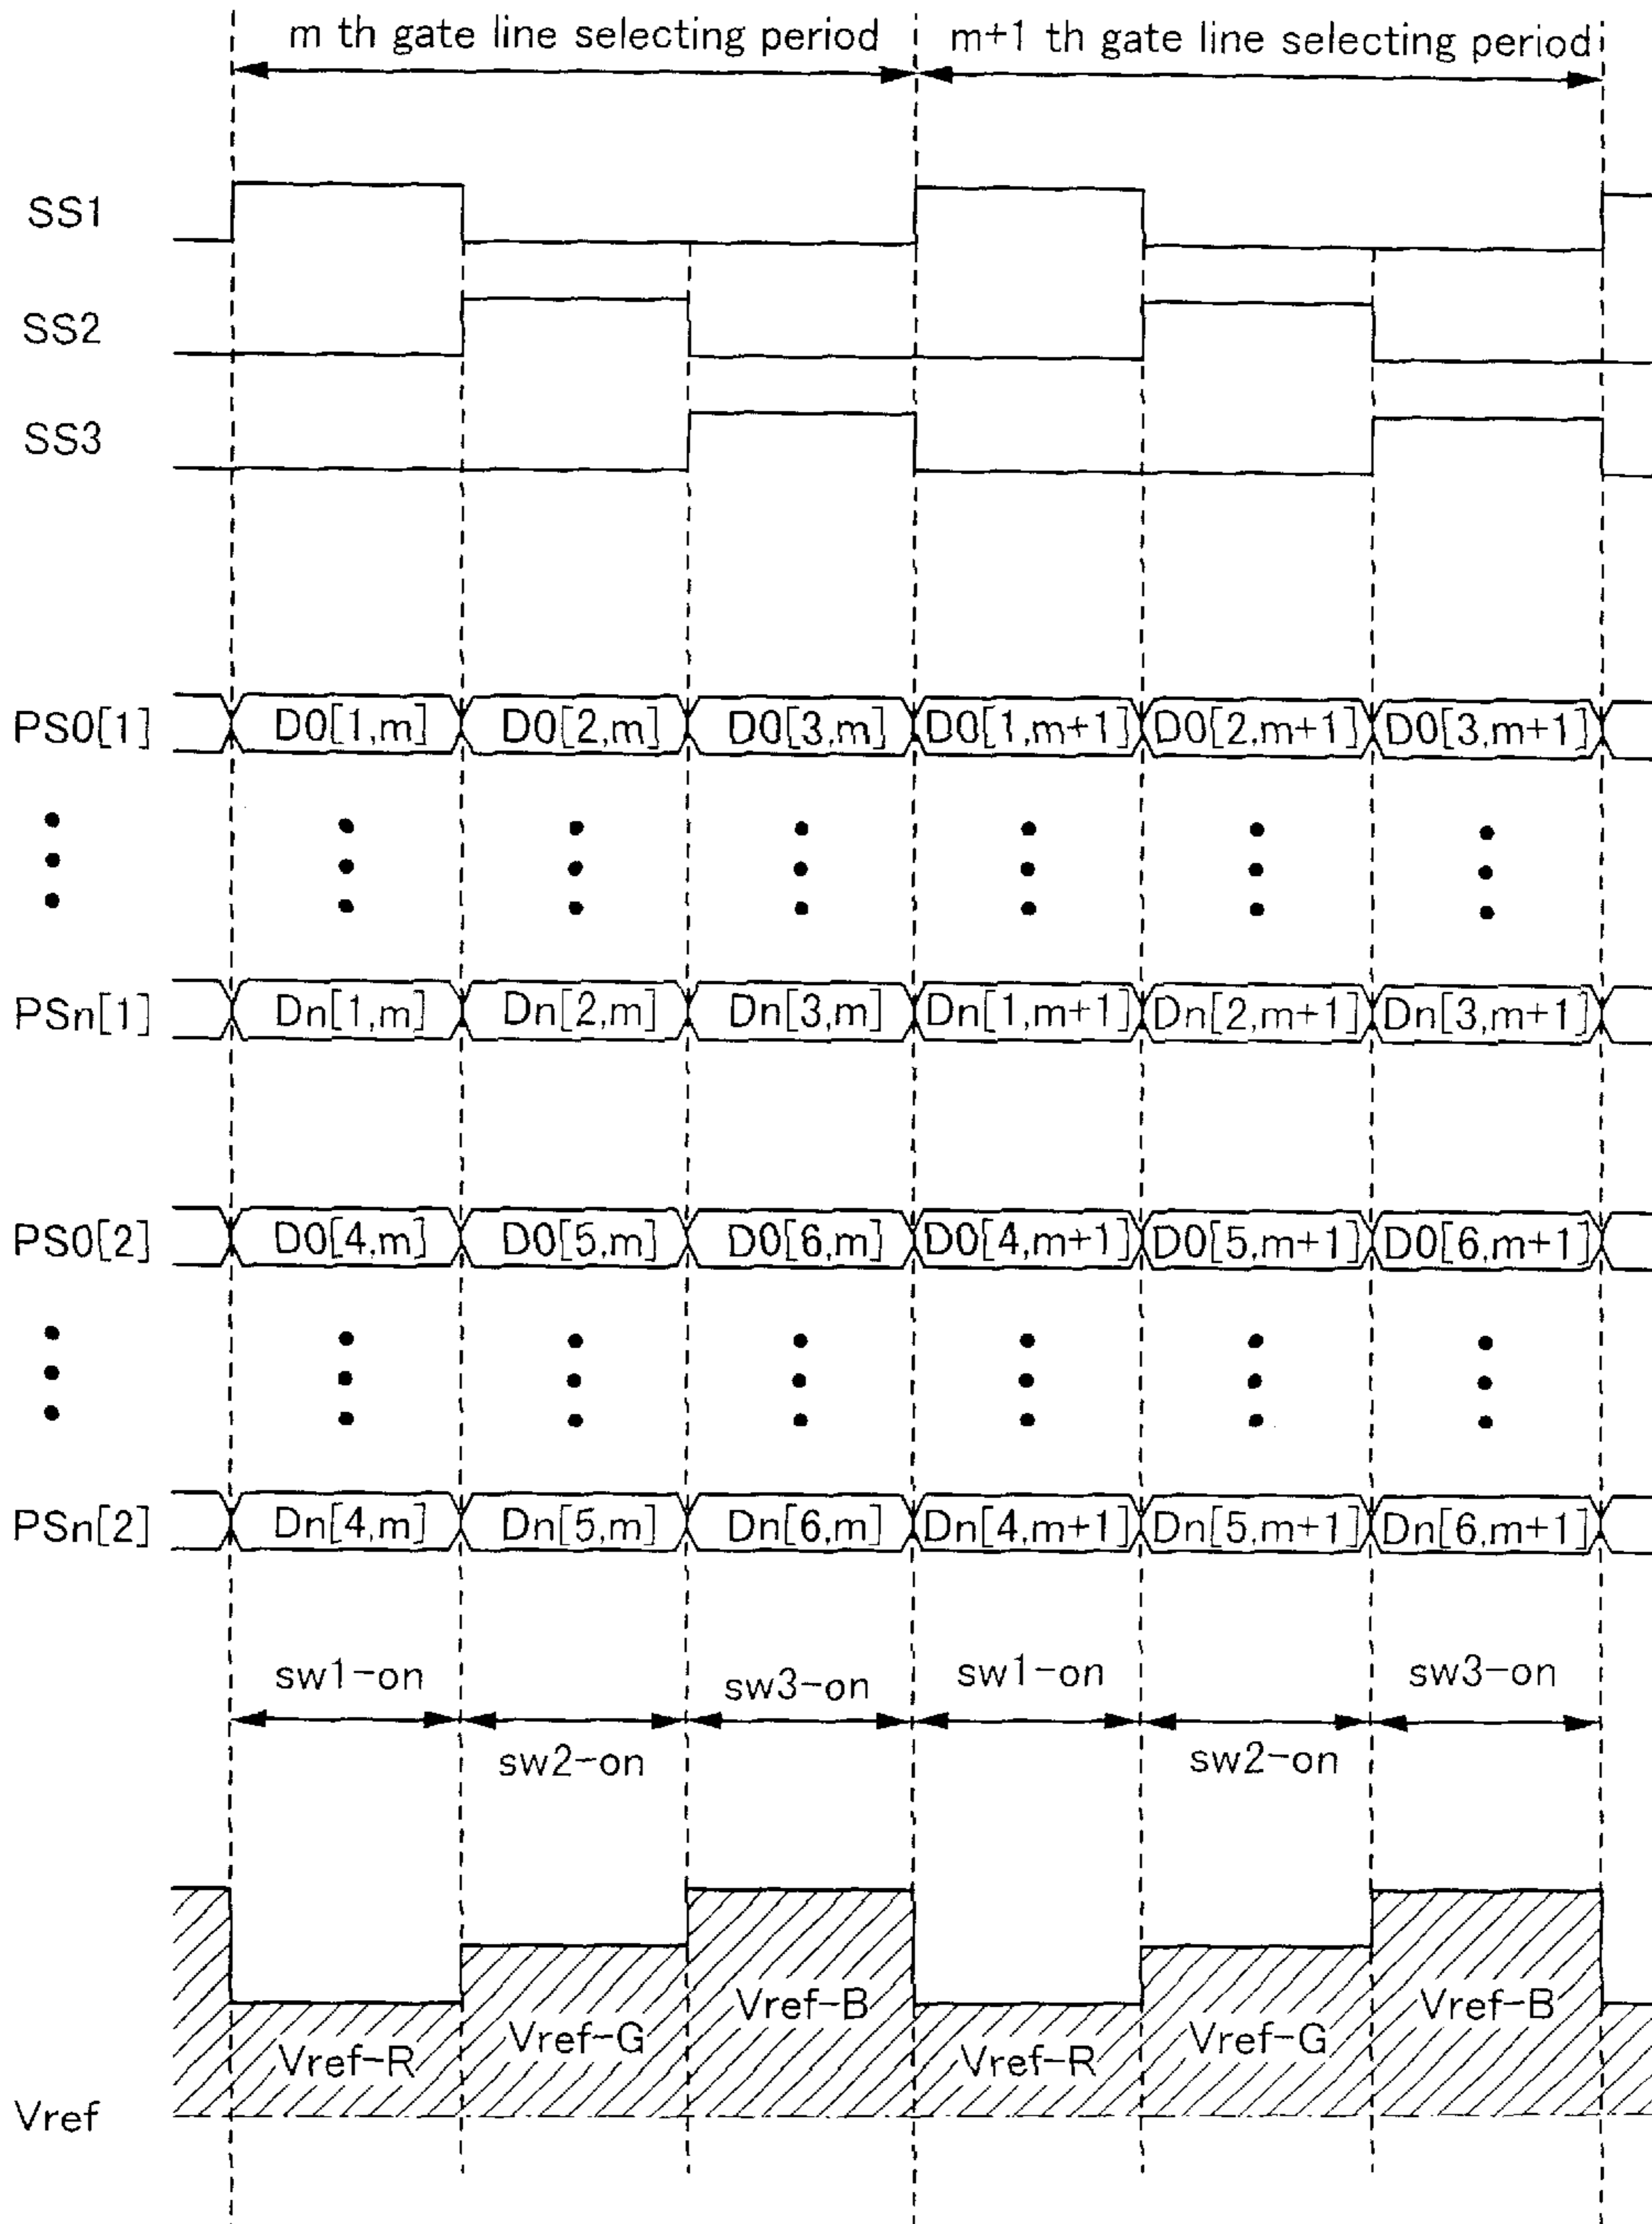 m th gate line selecting period m+1 th gate line selecting period
SS1
SS2
SS3
PS0[1] D0[1,m] D0[2,m] D0[3,m] D0[1,m+1] D0[2,m+1] D0[3,m+1]
PSn[1] Dn[1,m] Dn[2,m] Dn[3,m] Dn[1,m+1] Dn[2,m+1] Dn[3,m+1]
PS0[2] D0[4,m] D0[5,m] D0[6,m] D0[4,m+1] D0[5,m+1] D0[6,m+1]
PSn[2] Dn[4,m] Dn[5,m] Dn[6,m] Dn[4,m+1] Dn[5,m+1] Dn[6,m+1]
sw1-on sw3-on sw1-on sw3-on
sw2-on sw2-on
Vref-B Vref-B
Vref-G Vref-G
Vref-R Vref-R
Vref